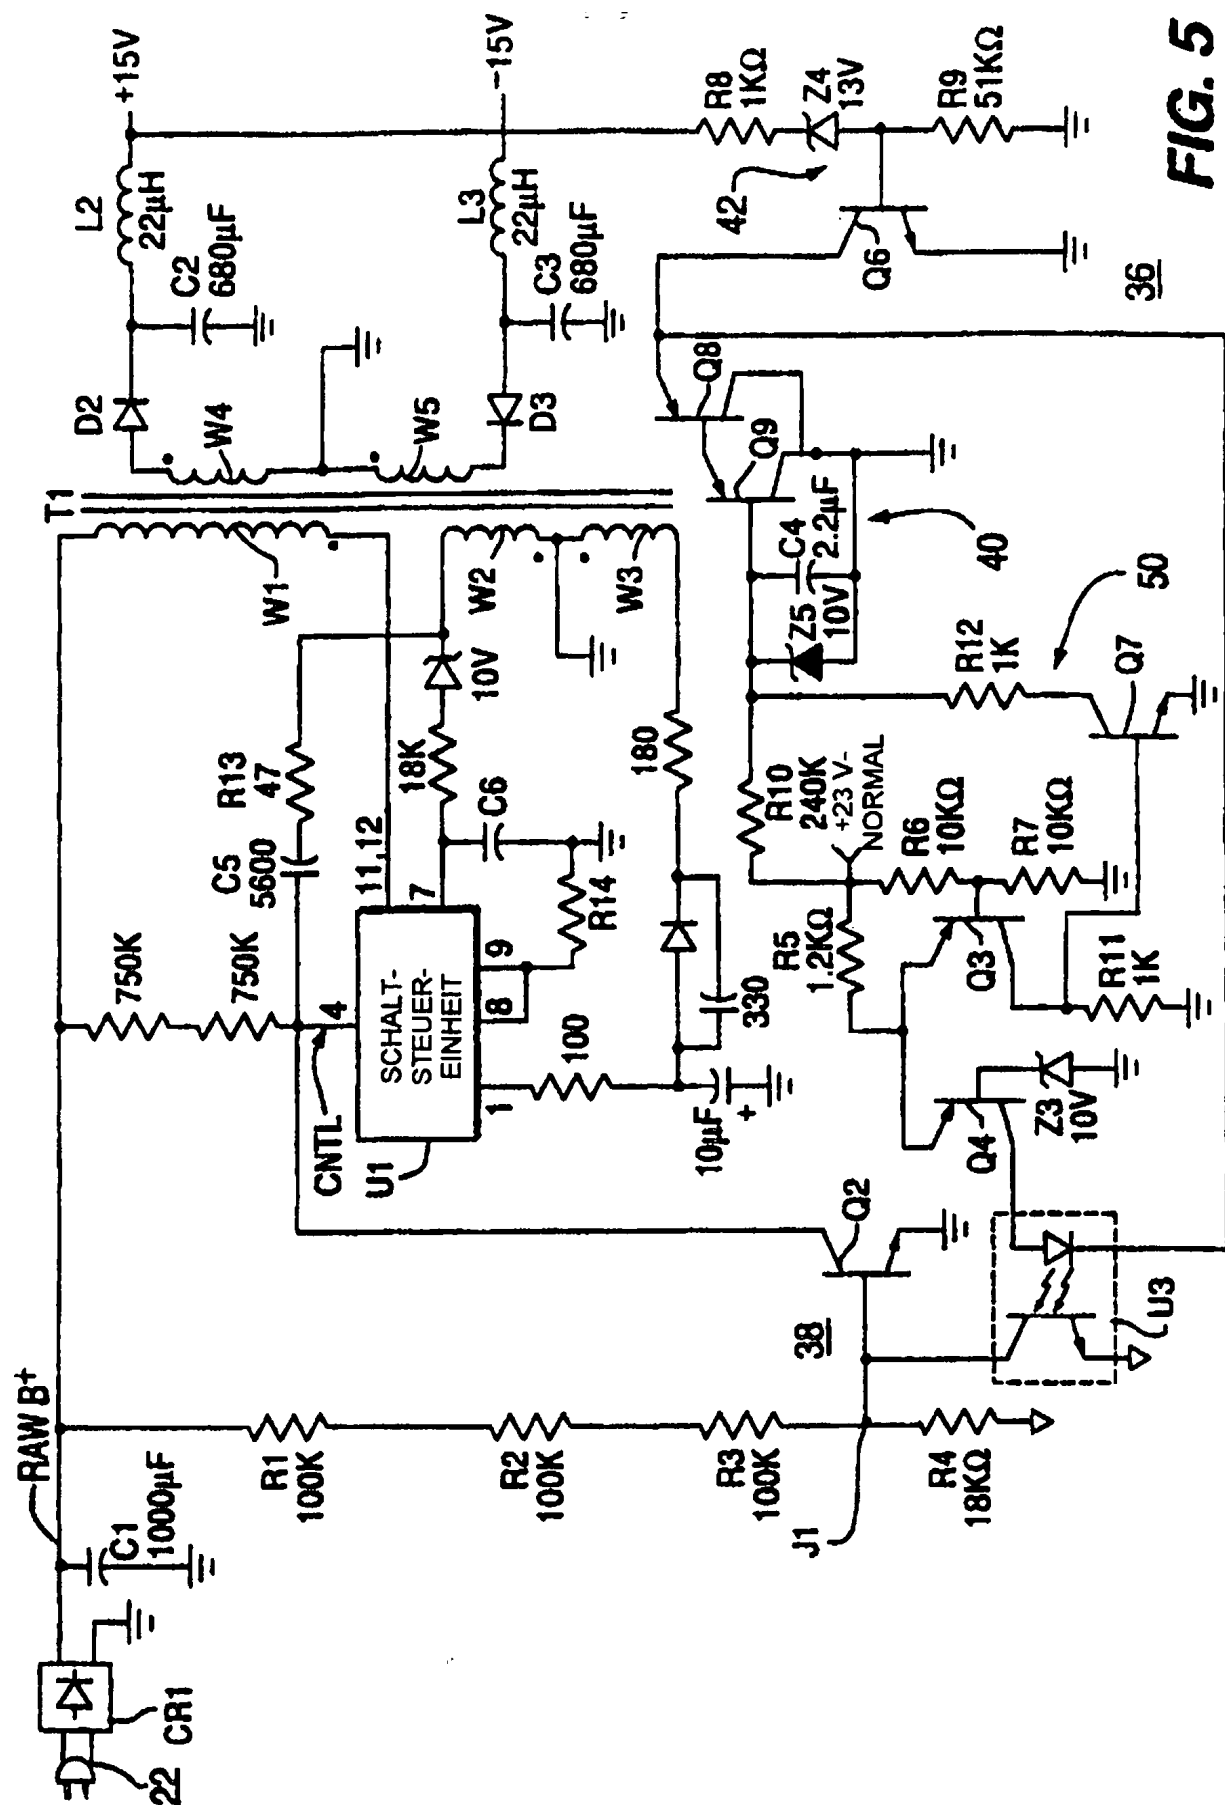 RAW B+
C1
1000µF
CR1
22
R1
100K
R2
100K
R3
100K
J1
R4
18KΩ
38
Q2
U3
750K
750K
CNTL
4
U1
SCHALT-
STEUER-
EINHEIT
11,12
7
1
8
9
C5
5600
R13
47
18K
10V
C6
R14
100
10µF
+
330
180
T1
W1
W2
W3
W4
W5
D2
D3
C2
680µF
L2
22µH
+15V
C3
680µF
L3
22µH
-15V
R8
1KΩ
Z4
13V
R9
51KΩ
42
Q6
36
Q8
Q9
C4
2.2µF
Z5
10V
40
R12
1K
50
Q7
R10
240K
+23 V-
NORMAL
R5
1.2KΩ
R6
10KΩ
R7
10KΩ
Q3
R11
1K
Q4
Z3
10V
FIG. 5